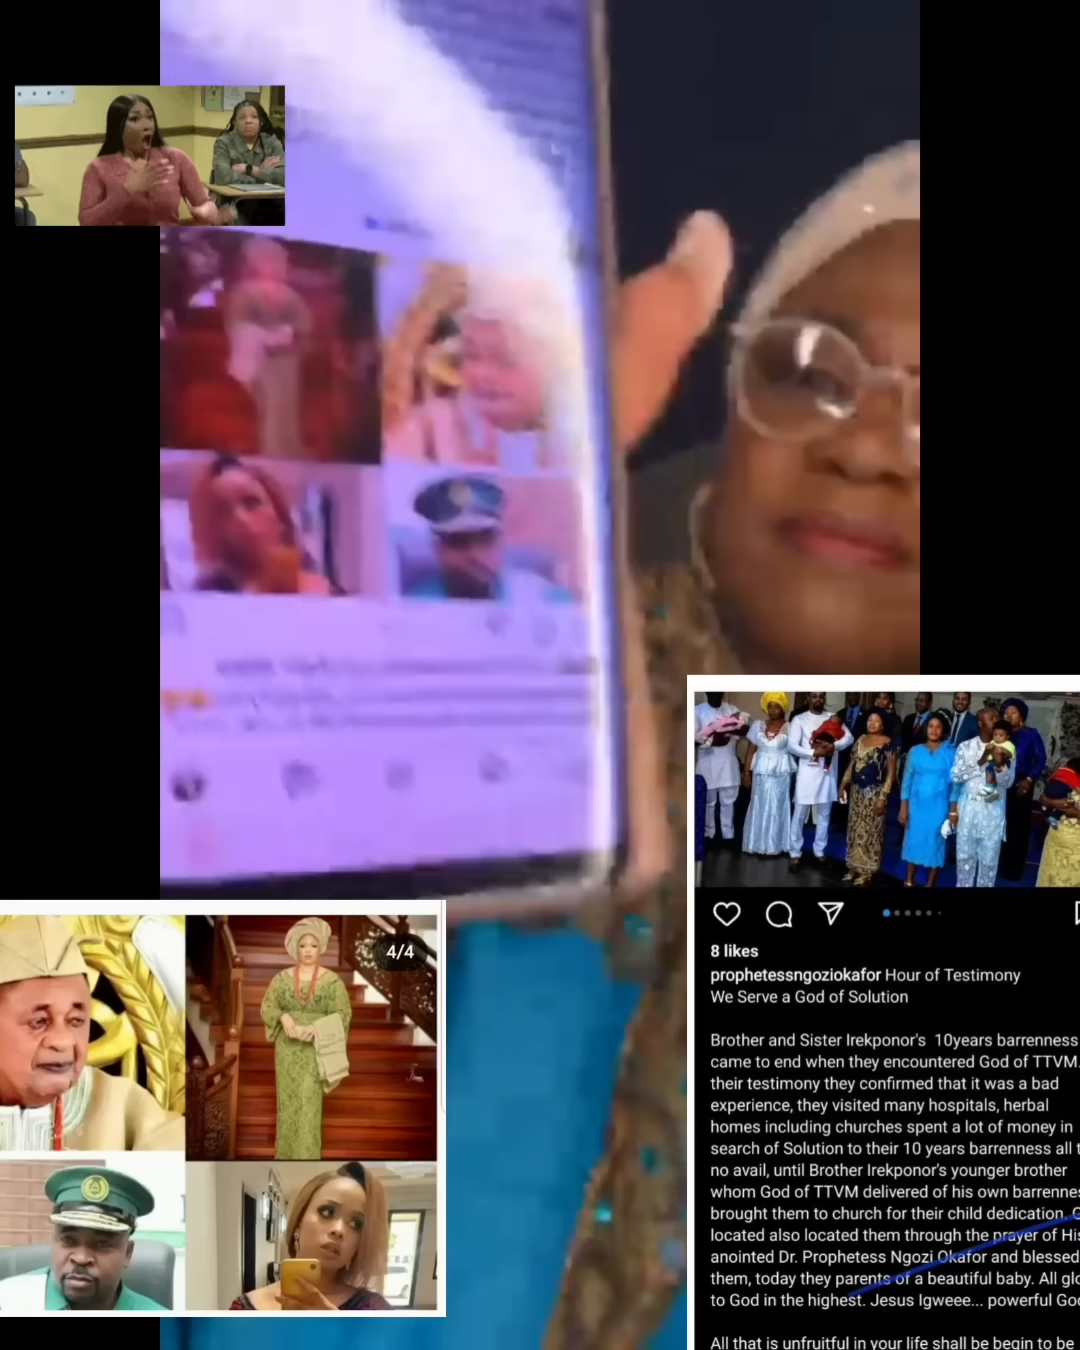 4/4
8 likes
prophetessngoziokafor Hour of Testimony
We Serve a God of Solution
Brother and Sister Irekponor's 10years barrenness
came to end when they encountered God of TTVM.
their testimony they confirmed that it was a bad
experience, they visited many hospitals, herbal
homes including churches spent a lot of money in
search of Solution to their 10 years barrenness all
no avail, until Brother Irekponor's younger brother
whom God of TTVM delivered of his own
brought them to church for their child dedication.
located also located them through the prayer of
anointed Dr. Prophetess Ngozi Okafor and blessed
them, today they parents of a beautiful baby. All
to God in the highest. Jesus Igweee... powerful
All that is unfruitful in your life shall be begin to be